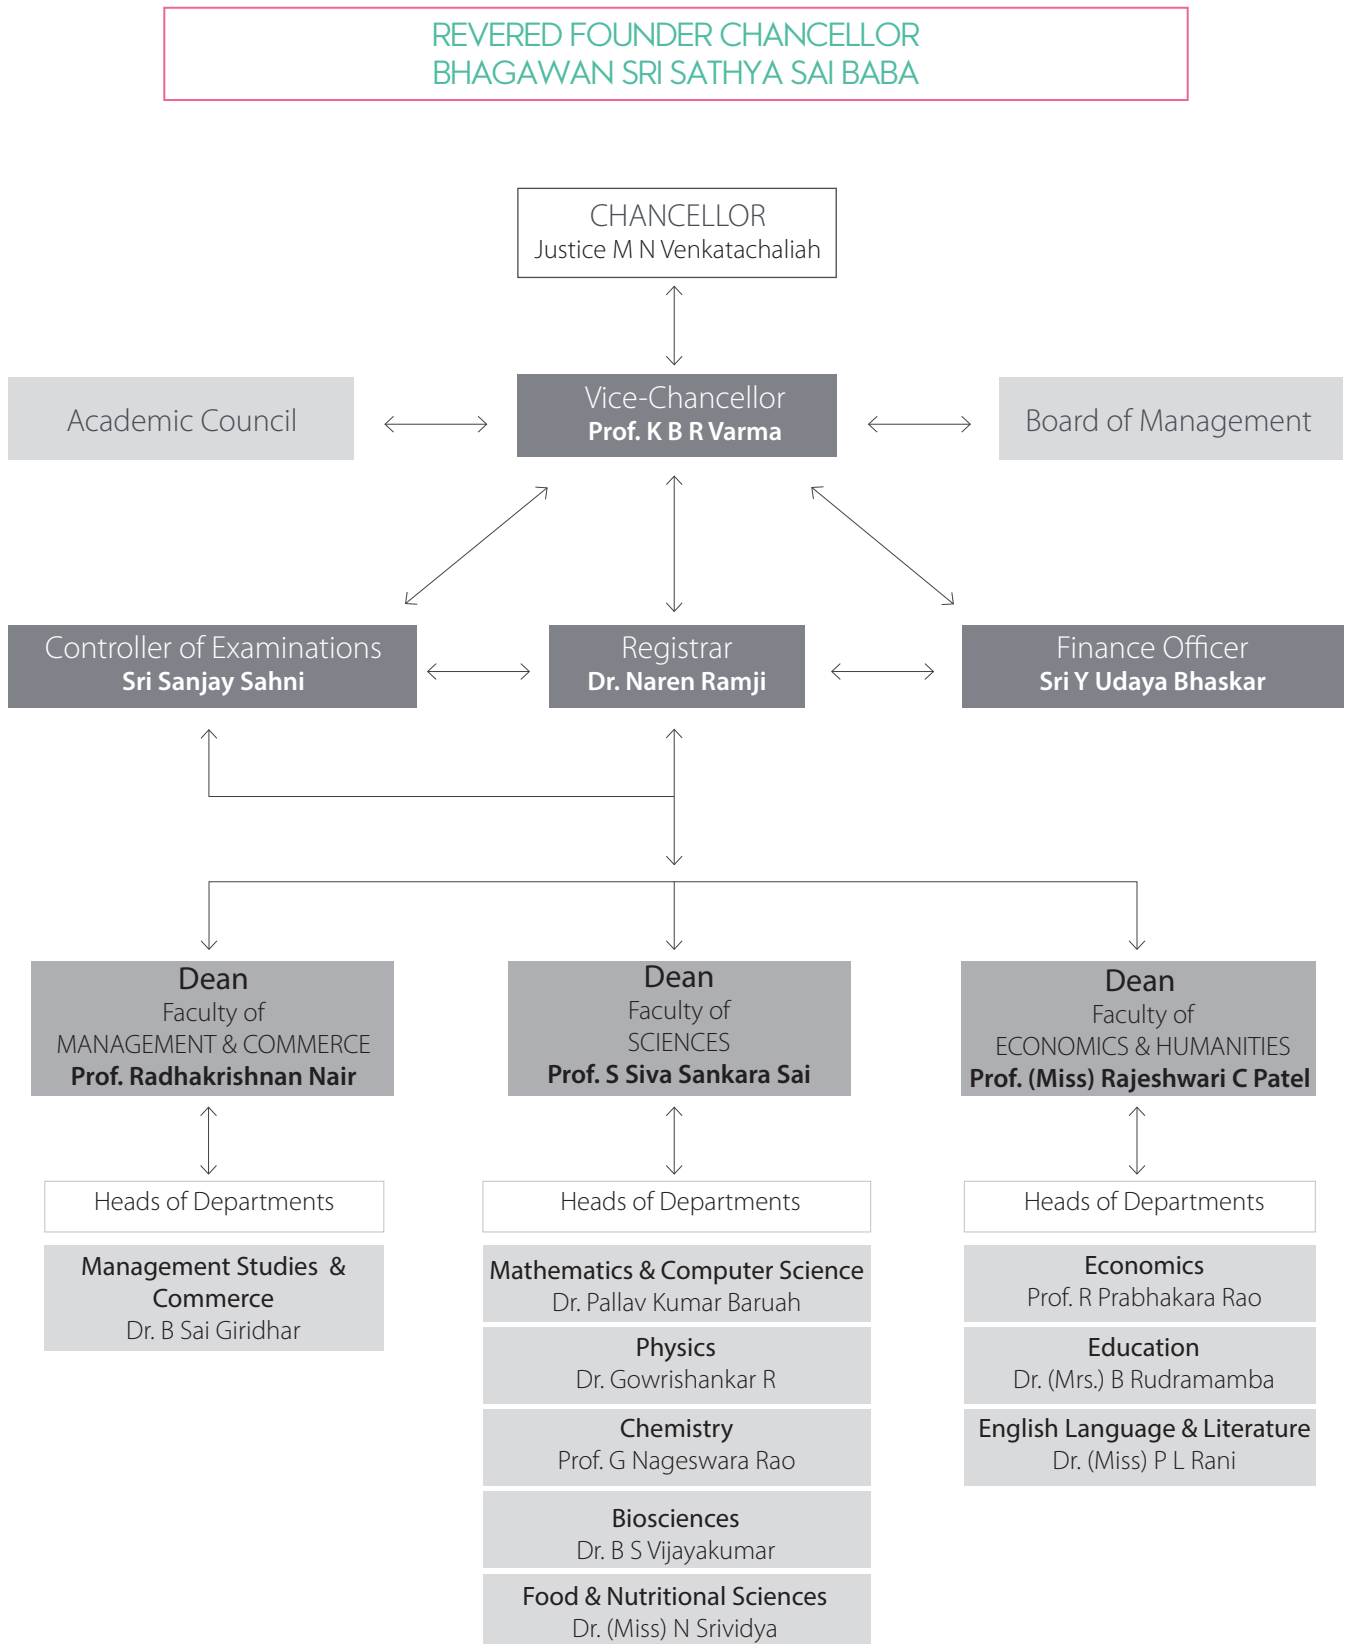 REVERED FOUNDER CHANCELLOR
BHAGAWAN SRI SATHYA SAI BABA
CHANCELLOR
Justice M N Venkatachaliah
Academic Council
Vice-Chancellor
Prof. K B R Varma
Board of Management
Controller of Examinations
Sri Sanjay Sahni
Registrar
Dr. Naren Ramji
Finance Officer
Sri Y Udaya Bhaskar
Dean
Faculty of
MANAGEMENT & COMMERCE
Prof. Radhakrishnan Nair
Dean
Faculty of
SCIENCES
Prof. S Siva Sankara Sai
Dean
Faculty of
ECONOMICS & HUMANITIES
Prof. (Miss) Rajeshwari C Patel
Heads of Departments
Management Studies & 
Commerce
Dr. B Sai Giridhar
Heads of Departments
Mathematics & Computer Science
Dr. Pallav Kumar Baruah
Physics
Dr. Gowrishankar R
Chemistry
Prof. G Nageswara Rao
Biosciences
Dr. B S Vijayakumar
Food & Nutritional Sciences
Dr. (Miss) N Srividya
Heads of Departments
Economics
Prof. R Prabhakara Rao
Education
Dr. (Mrs.) B Rudramamba
English Language & Literature
Dr. (Miss) P L Rani